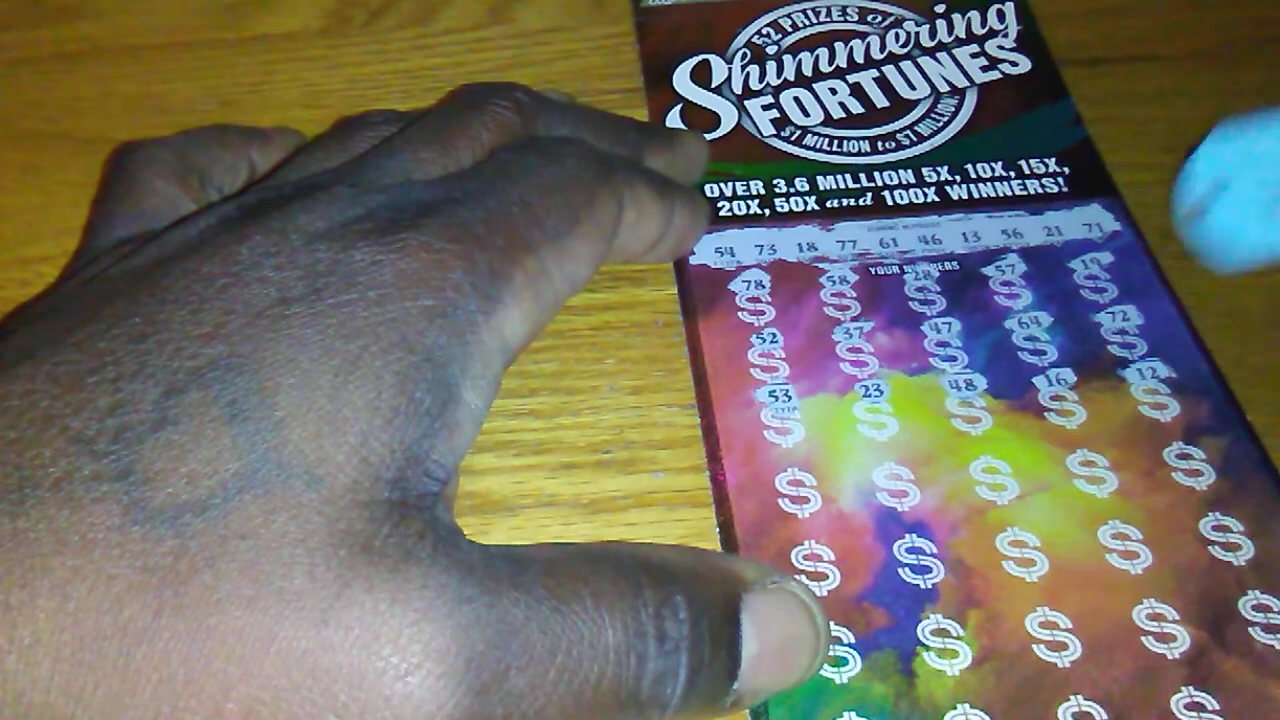 52 PRIZES of
Shimmering
FORTUNES
$1 MILLION to $7 MILLION!
OVER 3.6 MILLION 5X, 10X, 15X,
20X, 50X and 100X WINNERS!
54 73 18 77 61 46 13 56 21 71
YOUR NUMBERS
78 58 28 57 19
$ $ $ $ $
52 37 47 64 72
$ $ $ $ $
53 23 48 16 12
$ $ $ $ $
$ $ $ $ $
$ $ $ $ $
$ $ $ $ $
$ $ $ $